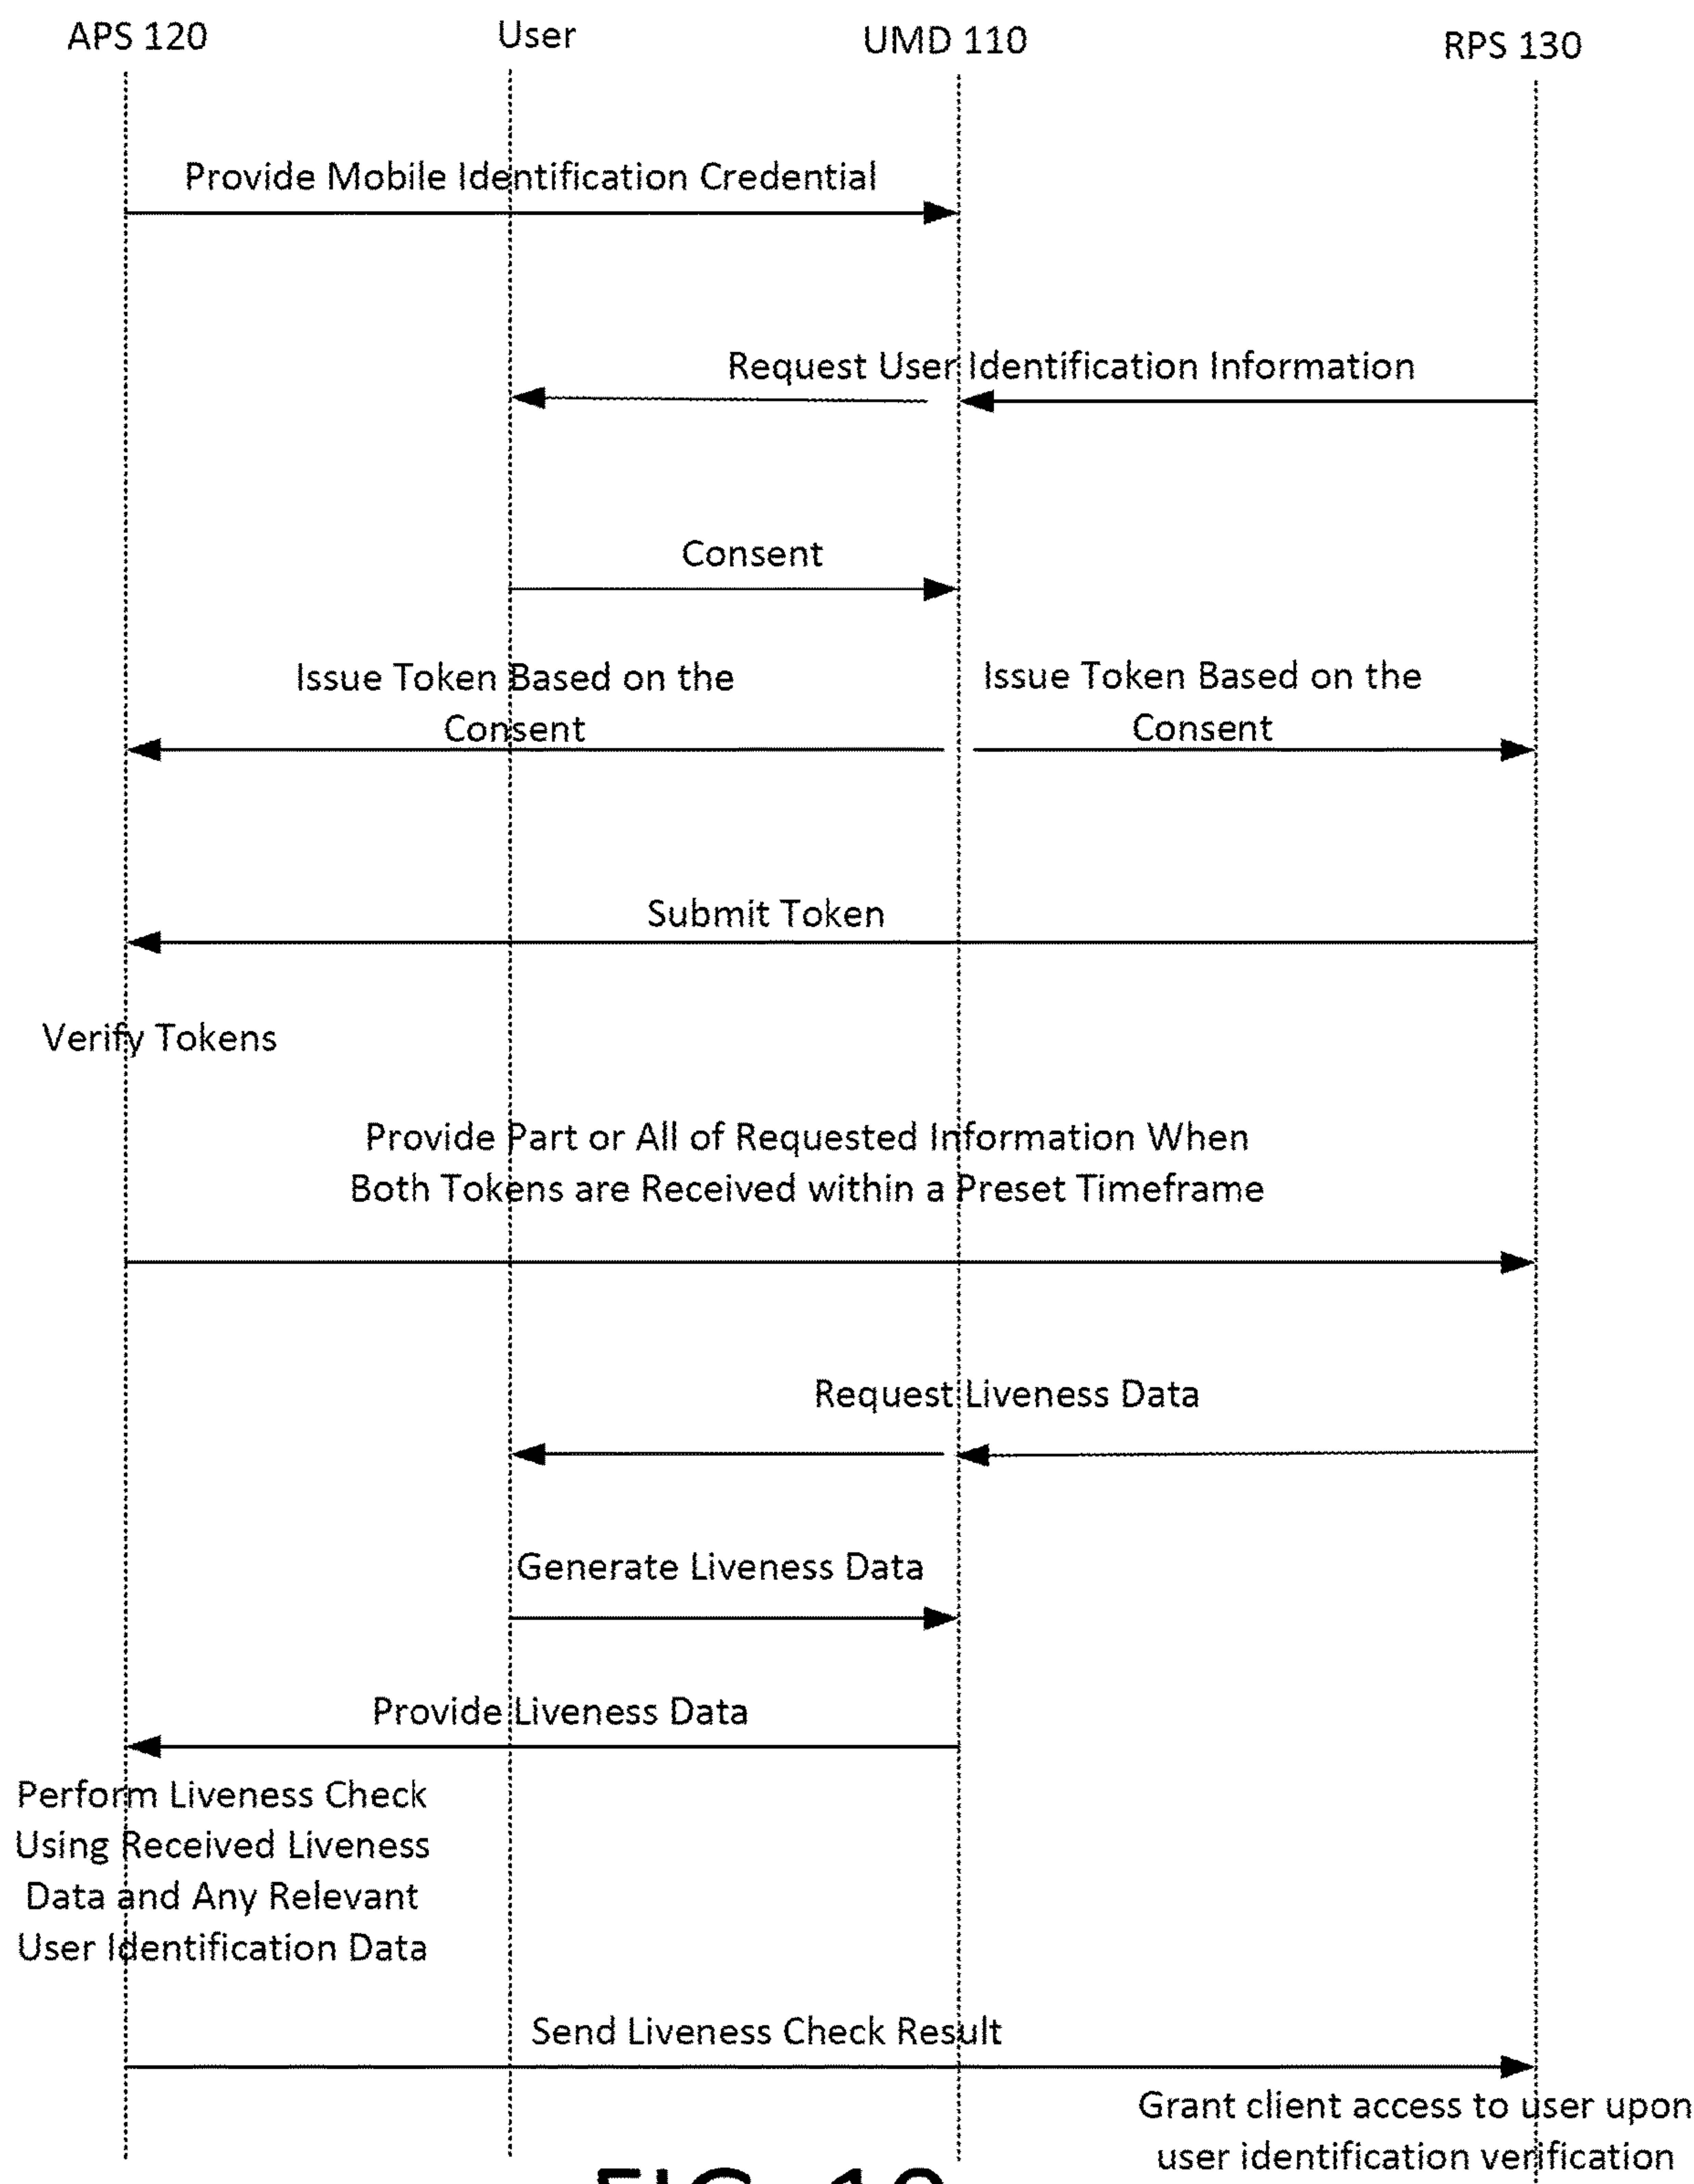 APS 120
User
UMD 110
RPS 130
Provide Mobile Identification Credential
Request User Identification Information
Consent
Issue Token Based on the
Consent
Issue Token Based on the
Consent
Submit Token
Verify Tokens
Provide Part or All of Requested Information When
Both Tokens are Received within a Preset Timeframe
Request Liveness Data
Generate Liveness Data
Provide Liveness Data
Perform Liveness Check
Using Received Liveness
Data and Any Relevant
User Identification Data
Send Liveness Check Result
Grant client access to user upon
user identification verification
FIG.